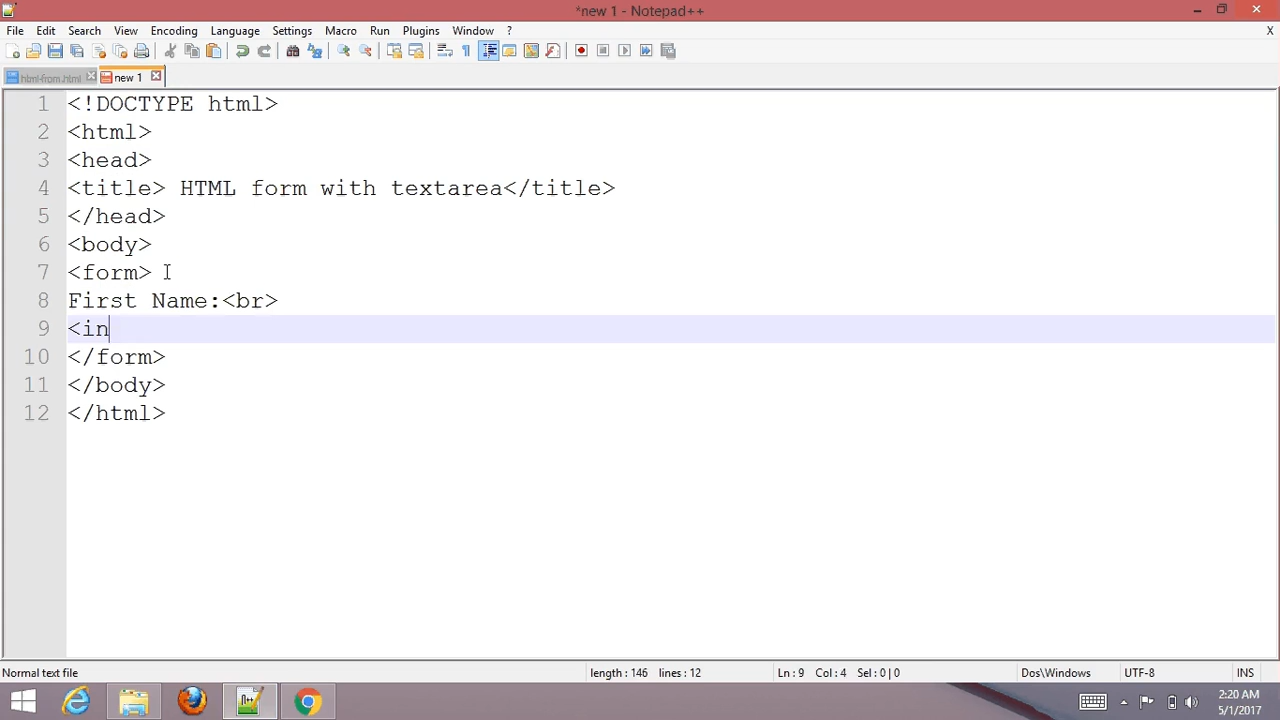 *new 1 - Notepad++
File Edit Search View Encoding Language Settings Macro Run Plugins Window ? X
html-from.html new 1
1 <!DOCTYPE html>
2 <html>
3 <head>
4 <title> HTML form with textarea</title>
5 </head>
6 <body>
7 <form>
8 First Name:<br>
9 <in
10 </form>
11 </body>
12 </html>
Normal text file length : 146 lines : 12 Ln : 9 Col : 4 Sel : 0 | 0 Dos\Windows UTF-8 INS
2:20 AM
5/1/2017